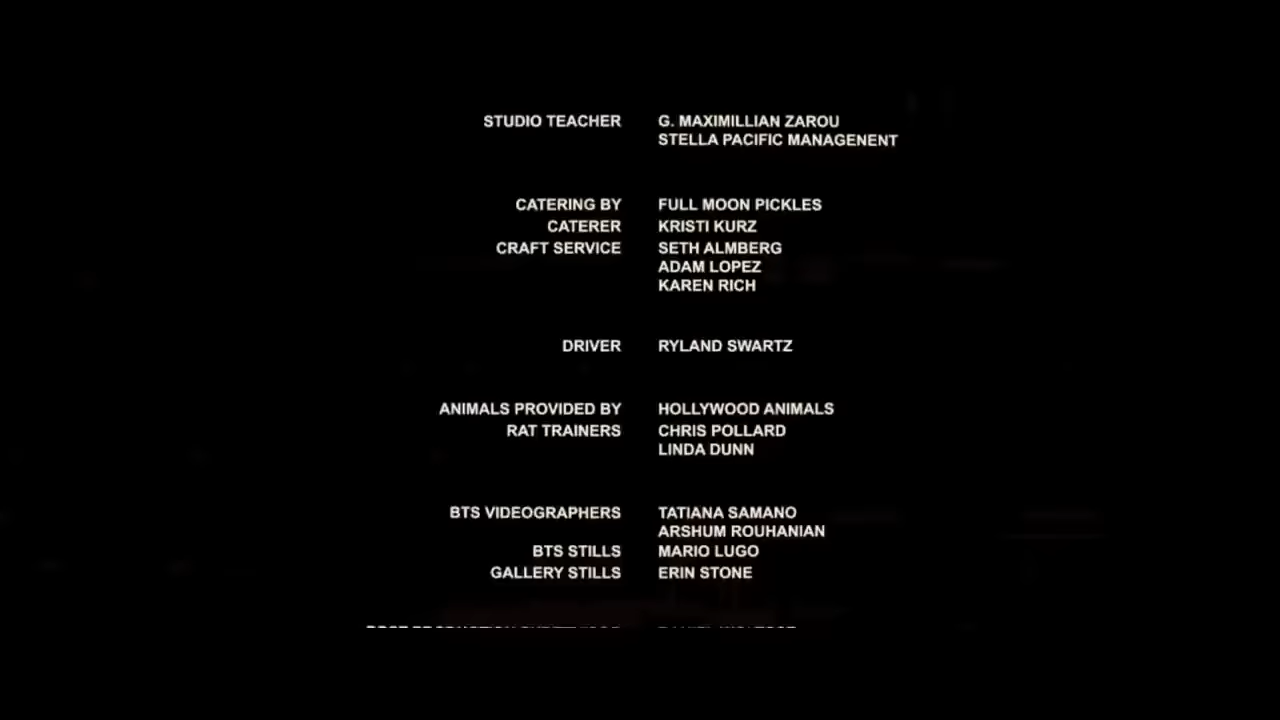 STUDIO TEACHER G. MAXIMILLIAN ZAROU
STELLA PACIFIC MANAGENENT
CATERING BY FULL MOON PICKLES
CATERER KRISTI KURZ
CRAFT SERVICE SETH ALMBERG
ADAM LOPEZ
KAREN RICH
DRIVER RYLAND SWARTZ
ANIMALS PROVIDED BY HOLLYWOOD ANIMALS
RAT TRAINERS CHRIS POLLARD
LINDA DUNN
BTS VIDEOGRAPHERS TATIANA SAMANO
ARSHUM ROUHANIAN
BTS STILLS MARIO LUGO
GALLERY STILLS ERIN STONE